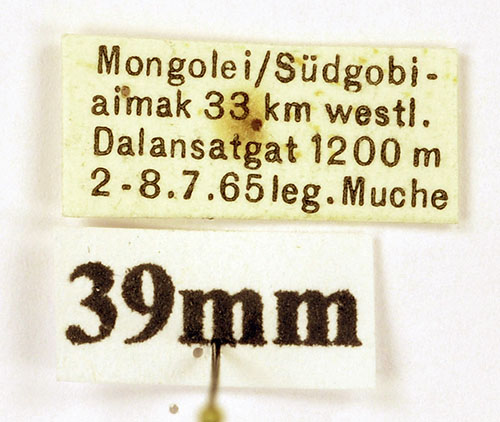 Mongolei/Südgobi-
aimak 33 km westl.
Dalansatgat 1200 m
2-8.7.65 leg. Muche
39mm